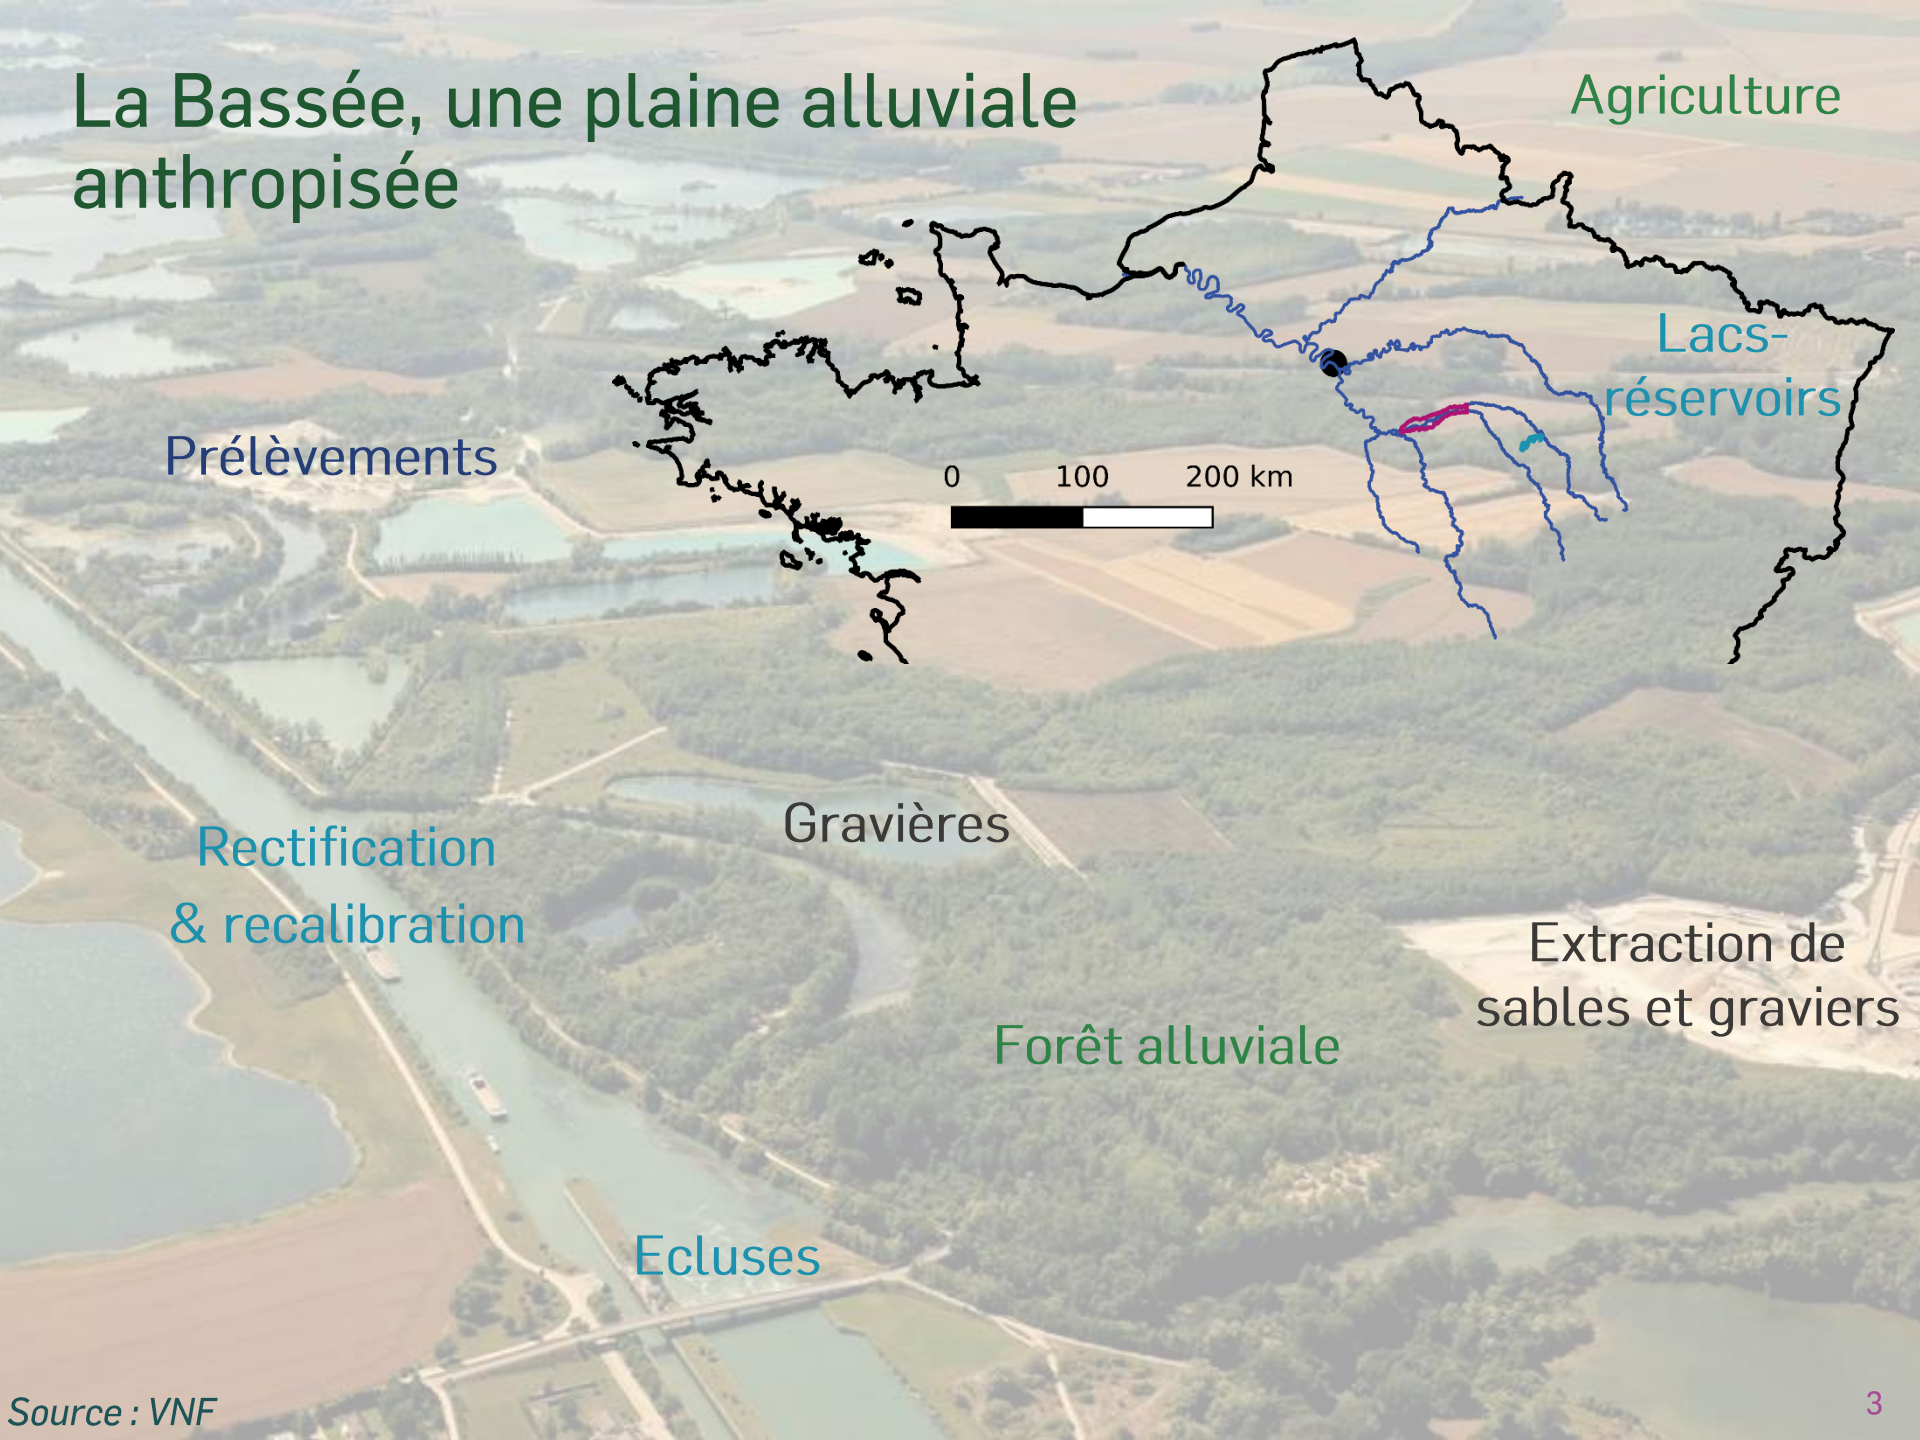 La Bassée, une plaine alluviale
anthropisée
Agriculture
Lacs-
réservoirs
Prélèvements
0 100 200 km
Gravières
Rectification
& recalibration
Extraction de
sables et graviers
Forêt alluviale
Ecluses
Source : VNF
3